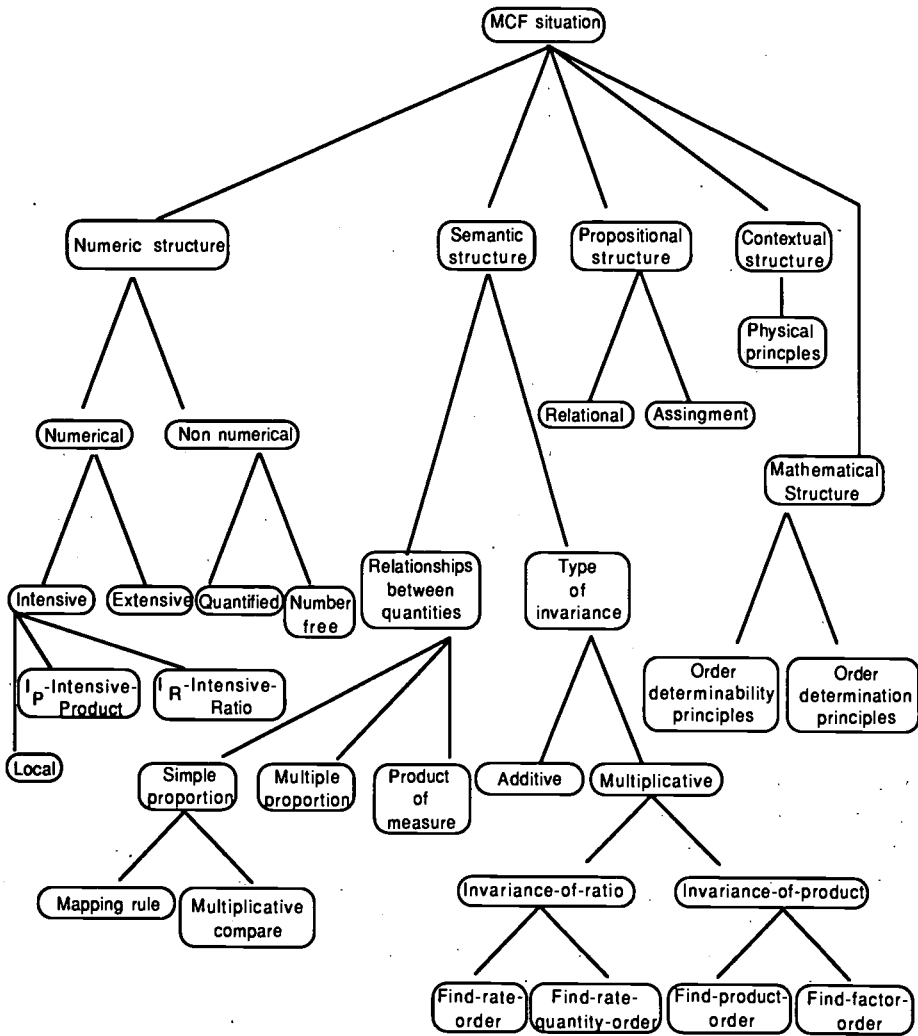 MCF situation
Numeric structure
Semantic
structure
Propositional
structure
Contextual
structure
Physical
princples
Relational
Assingment
Numerical
Non numerical
Mathematical
Structure
Relationships
between
quantities
Type
of
invariance
Intensive
Extensive
Quantified
Number
free
I P-Intensive-
Product
I R-Intensive-
Ratio
Order
determinability
principles
Order
determination
principles
Local
Simple
proportion
Multiple
proportion
Product
of
measure
Additive
Multiplicative
Mapping rule
Multiplicative
compare
Invariance-of-ratio
Invariance-of-product
Find-rate-
order
Find-rate-
quantity-order
Find-product-
order
Find-factor-
order